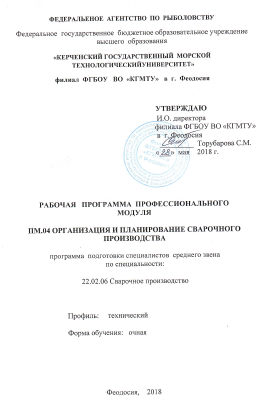 ФЕДЕРАЛЬНОЕ АГЕНТСТВО ПО РЫБОЛОВСТВУ
Федеральное государственное бюджетное образовательное учреждение
высшего образования
«КЕРЧЕНСКИЙ ГОСУДАРСТВЕННЫЙ МОРСКОЙ
ТЕХНОЛОГИЧЕСКИЙУНИВЕРСИТЕТ»
филиал ФГБОУ ВО «КГМТУ» в г. Феодосия
УТВЕРЖДАЮ
И.О. директора
филиала ФГБОУ ВО «КГМТУ»
в г. Феодосия
Торубарова С.М.
мая 2018 г.
РАБОЧАЯ ПРОГРАММА ПРОФЕССИОНАЛЬНОГО
МОДУЛЯ
ПМ.04 ОРГАНИЗАЦИЯ И ПЛАНИРОВАНИЕ СВАРОЧНОГО
ПРОИЗВОДСТВА
программа подготовки специалистов среднего звена
по специальности:
22.02.06 Сварочное производство
Профиль: технический
Форма обучения: очная
Феодосия, 2018